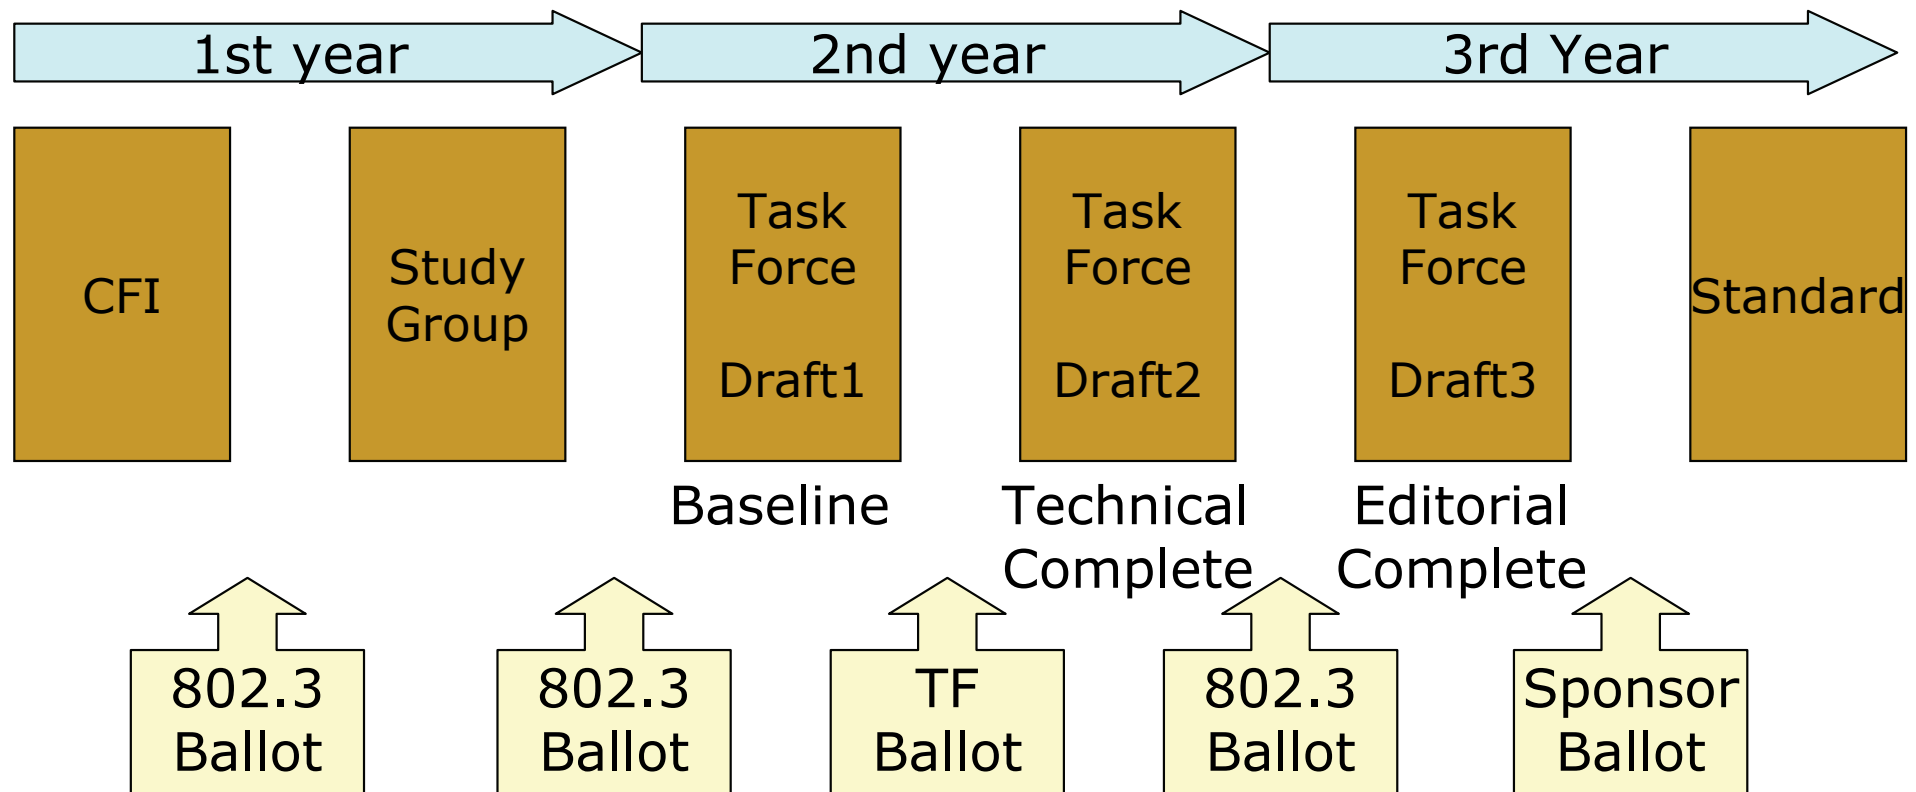 1st year
2nd year
3rd Year
CFI
Study
Group
Task
Force
Draft1
Task
Force
Draft2
Task
Force
Draft3
Standard
Baseline
Technical
Complete
Editorial
Complete
802.3
Ballot
802.3
Ballot
TF
Ballot
802.3
Ballot
Sponsor
Ballot